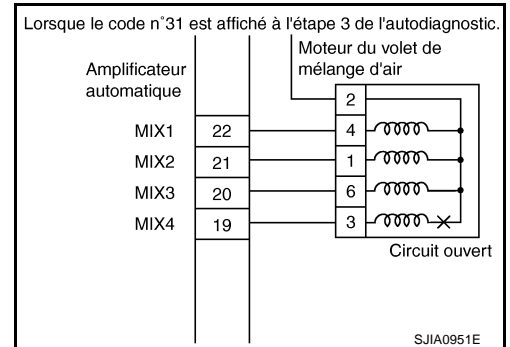 Lorsque le code n°31 est affiché à l'étape 3 de l'autodiagnostic.
Moteur du volet de
mélange d'air
Amplificateur
automatique
2
MIX1 22 4
MIX2 21 1
MIX3 20 6
MIX4 19 3
Circuit ouvert
SJIA0951E